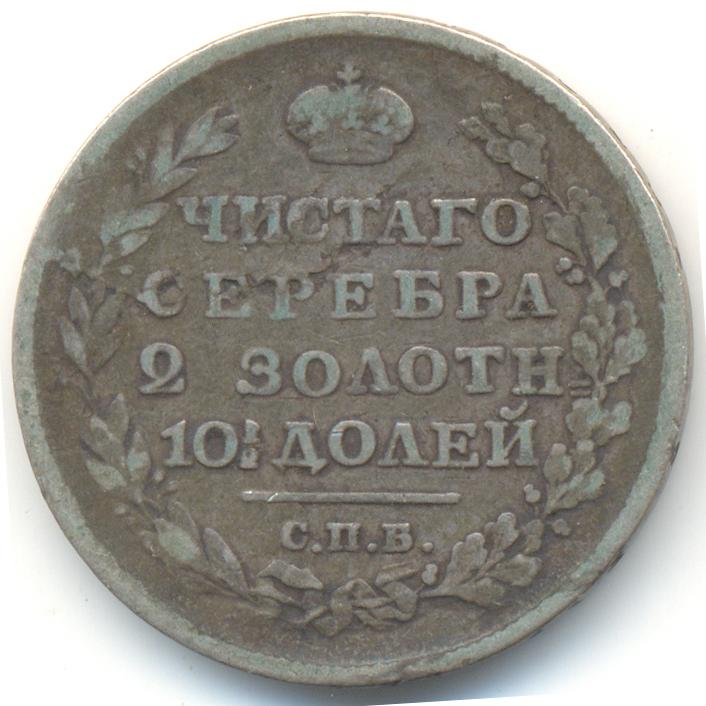 ЧИСТАГО
СЕРЕБРА
2 ЗОЛОТН
10½ ДОЛЕЙ
С.П.Б.